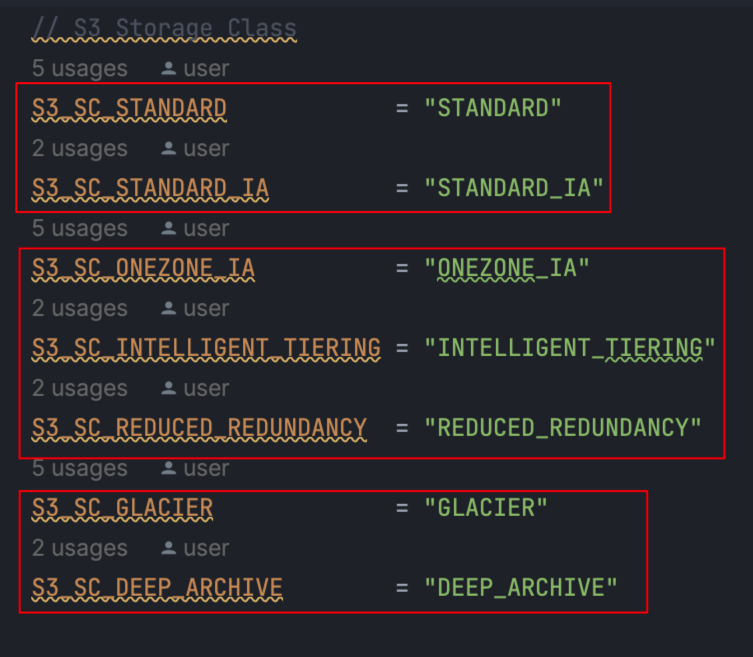 // S3 Storage Class
5 usages user
S3_SC_STANDARD = "STANDARD"
2 usages user
S3_SC_STANDARD_IA = "STANDARD_IA"
5 usages user
S3_SC_ONEZONE_IA = "ONEZONE_IA"
2 usages user
S3_SC_INTELLIGENT_TIERING = "INTELLIGENT_TIERING"
2 usages user
S3_SC_REDUCED_REDUNDANCY = "REDUCED_REDUNDANCY"
5 usages user
S3_SC_GLACIER = "GLACIER"
2 usages user
S3_SC_DEEP_ARCHIVE = "DEEP_ARCHIVE"